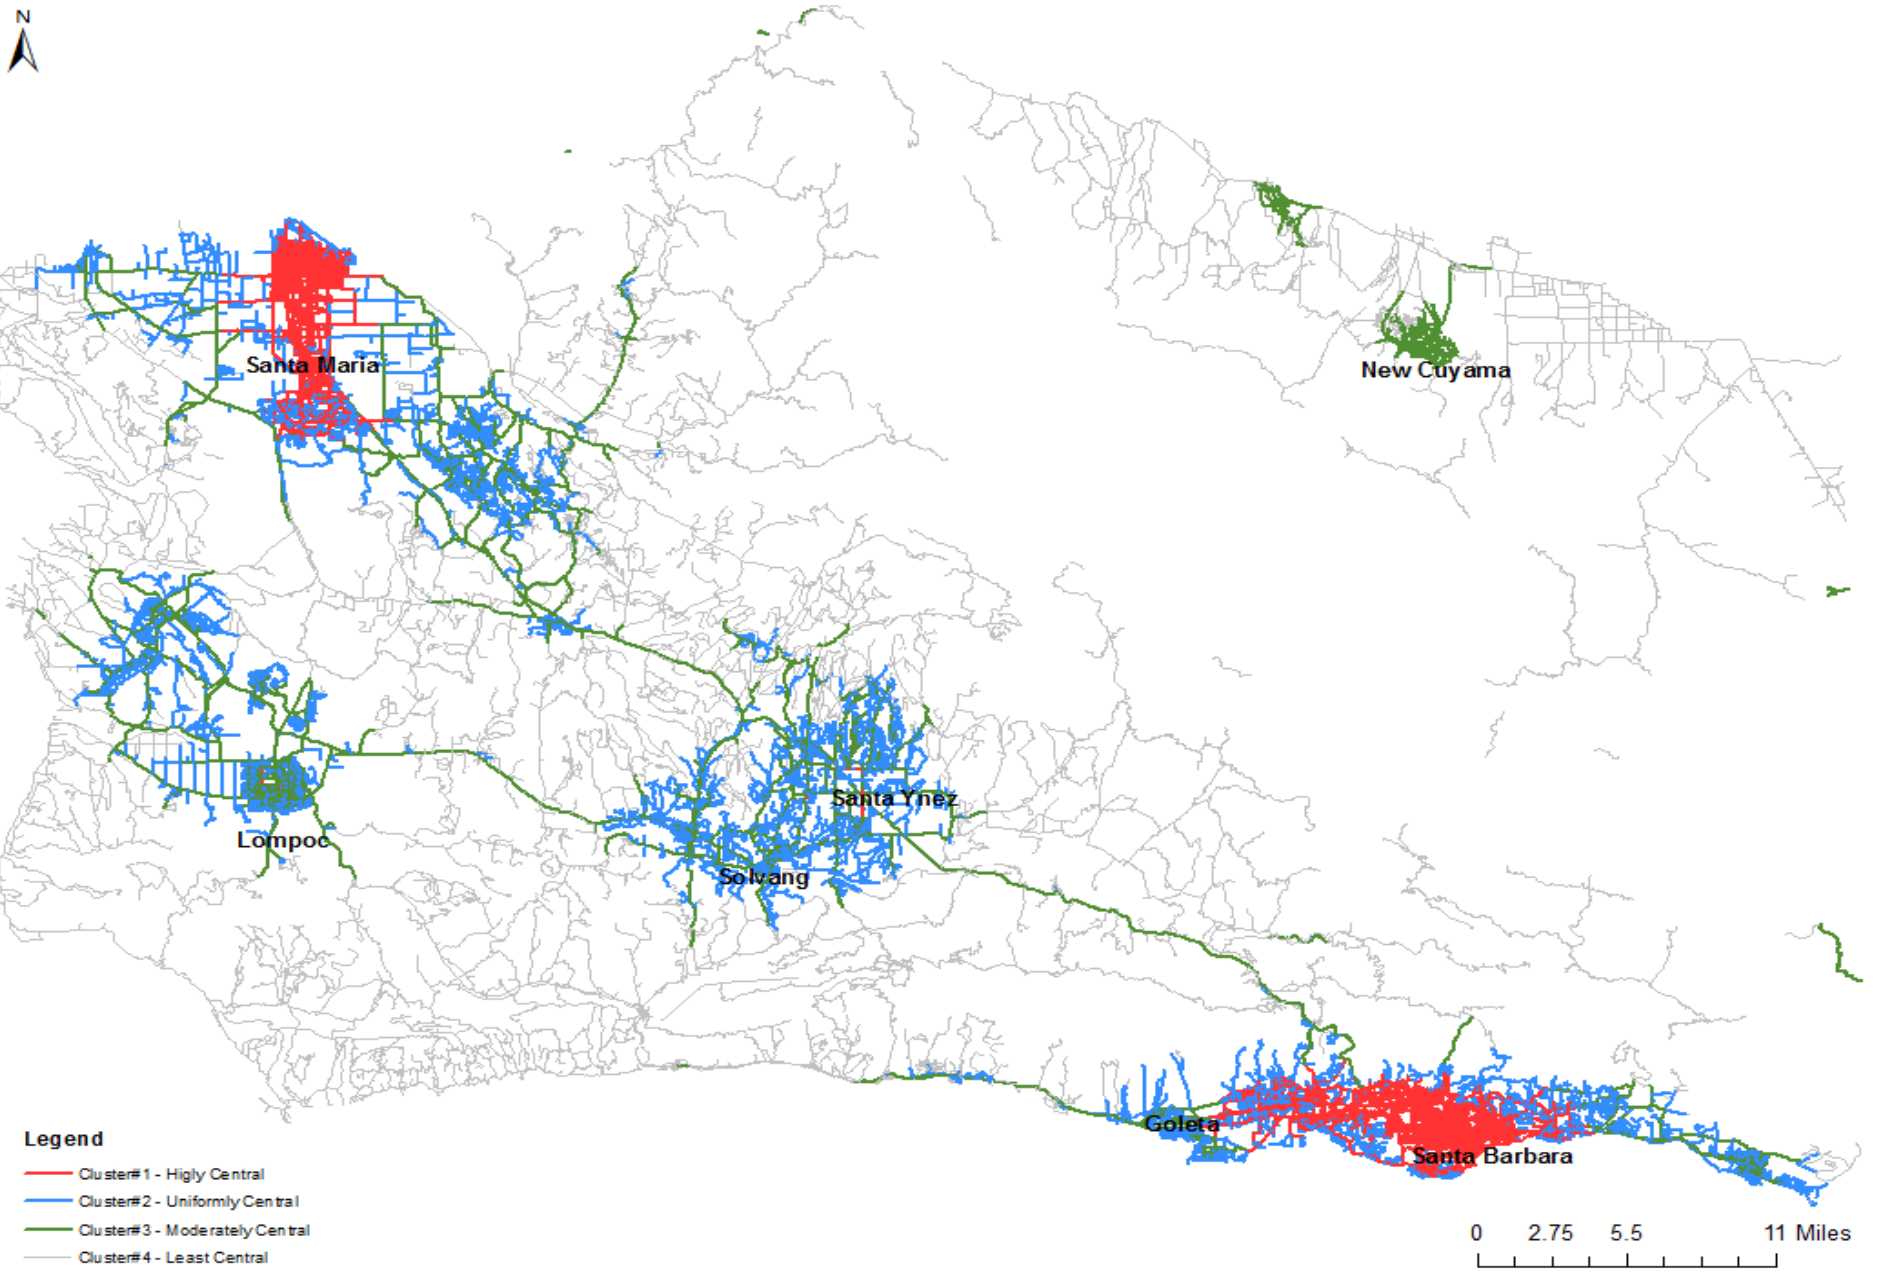 N
Santa Maria
New Cuyama
Santa Ynez
Lompoc
Solvang
Goleta
Santa Barbara
Legend
Cluster#1 - Higly Central
Cluster#2 - Uniformly Central
Cluster#3 - Moderately Central
Cluster#4 - Least Central
0 2.75 5.5 11 Miles